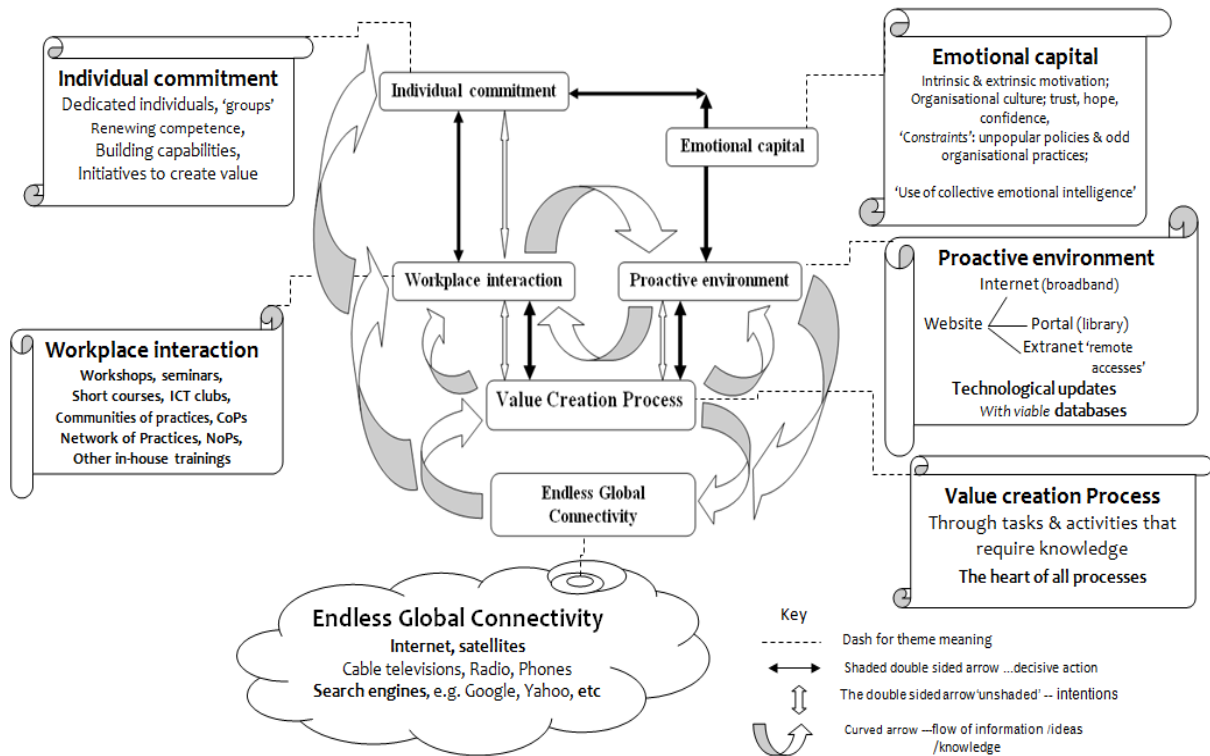 Individual commitment
Dedicated individuals, ‘groups’
Renewing competence,
Building capabilities,
Initiatives to create value
Individual commitment
Emotional capital
Emotional capital
Intrinsic & extrinsic motivation;
Organisational culture; trust, hope,
confidence,
‘Constraints’: unpopular policies & odd
organisational practices;
‘Use of collective emotional intelligence’
Workplace interaction
Proactive environment
Proactive environment
Internet (broadband)
Website
Portal (library)
Extranet ‘remote
accesses’
Technological updates
With viable databases
Workplace interaction
Workshops, seminars,
Short courses, ICT clubs,
Communities of practices, CoPs
Network of Practices, NoPs,
Other in-house trainings
Value Creation Process
Endless Global
Connectivity
Value creation Process
Through tasks & activities that
require knowledge
The heart of all processes
Endless Global Connectivity
Internet, satellites
Cable televisions, Radio, Phones
Search engines, e.g. Google, Yahoo, etc
Key
Dash for theme meaning
Shaded double sided arrow ...decisive action
The double sided arrow ‘unshaded’ -- intentions
Curved arrow ---flow of information /ideas
/knowledge